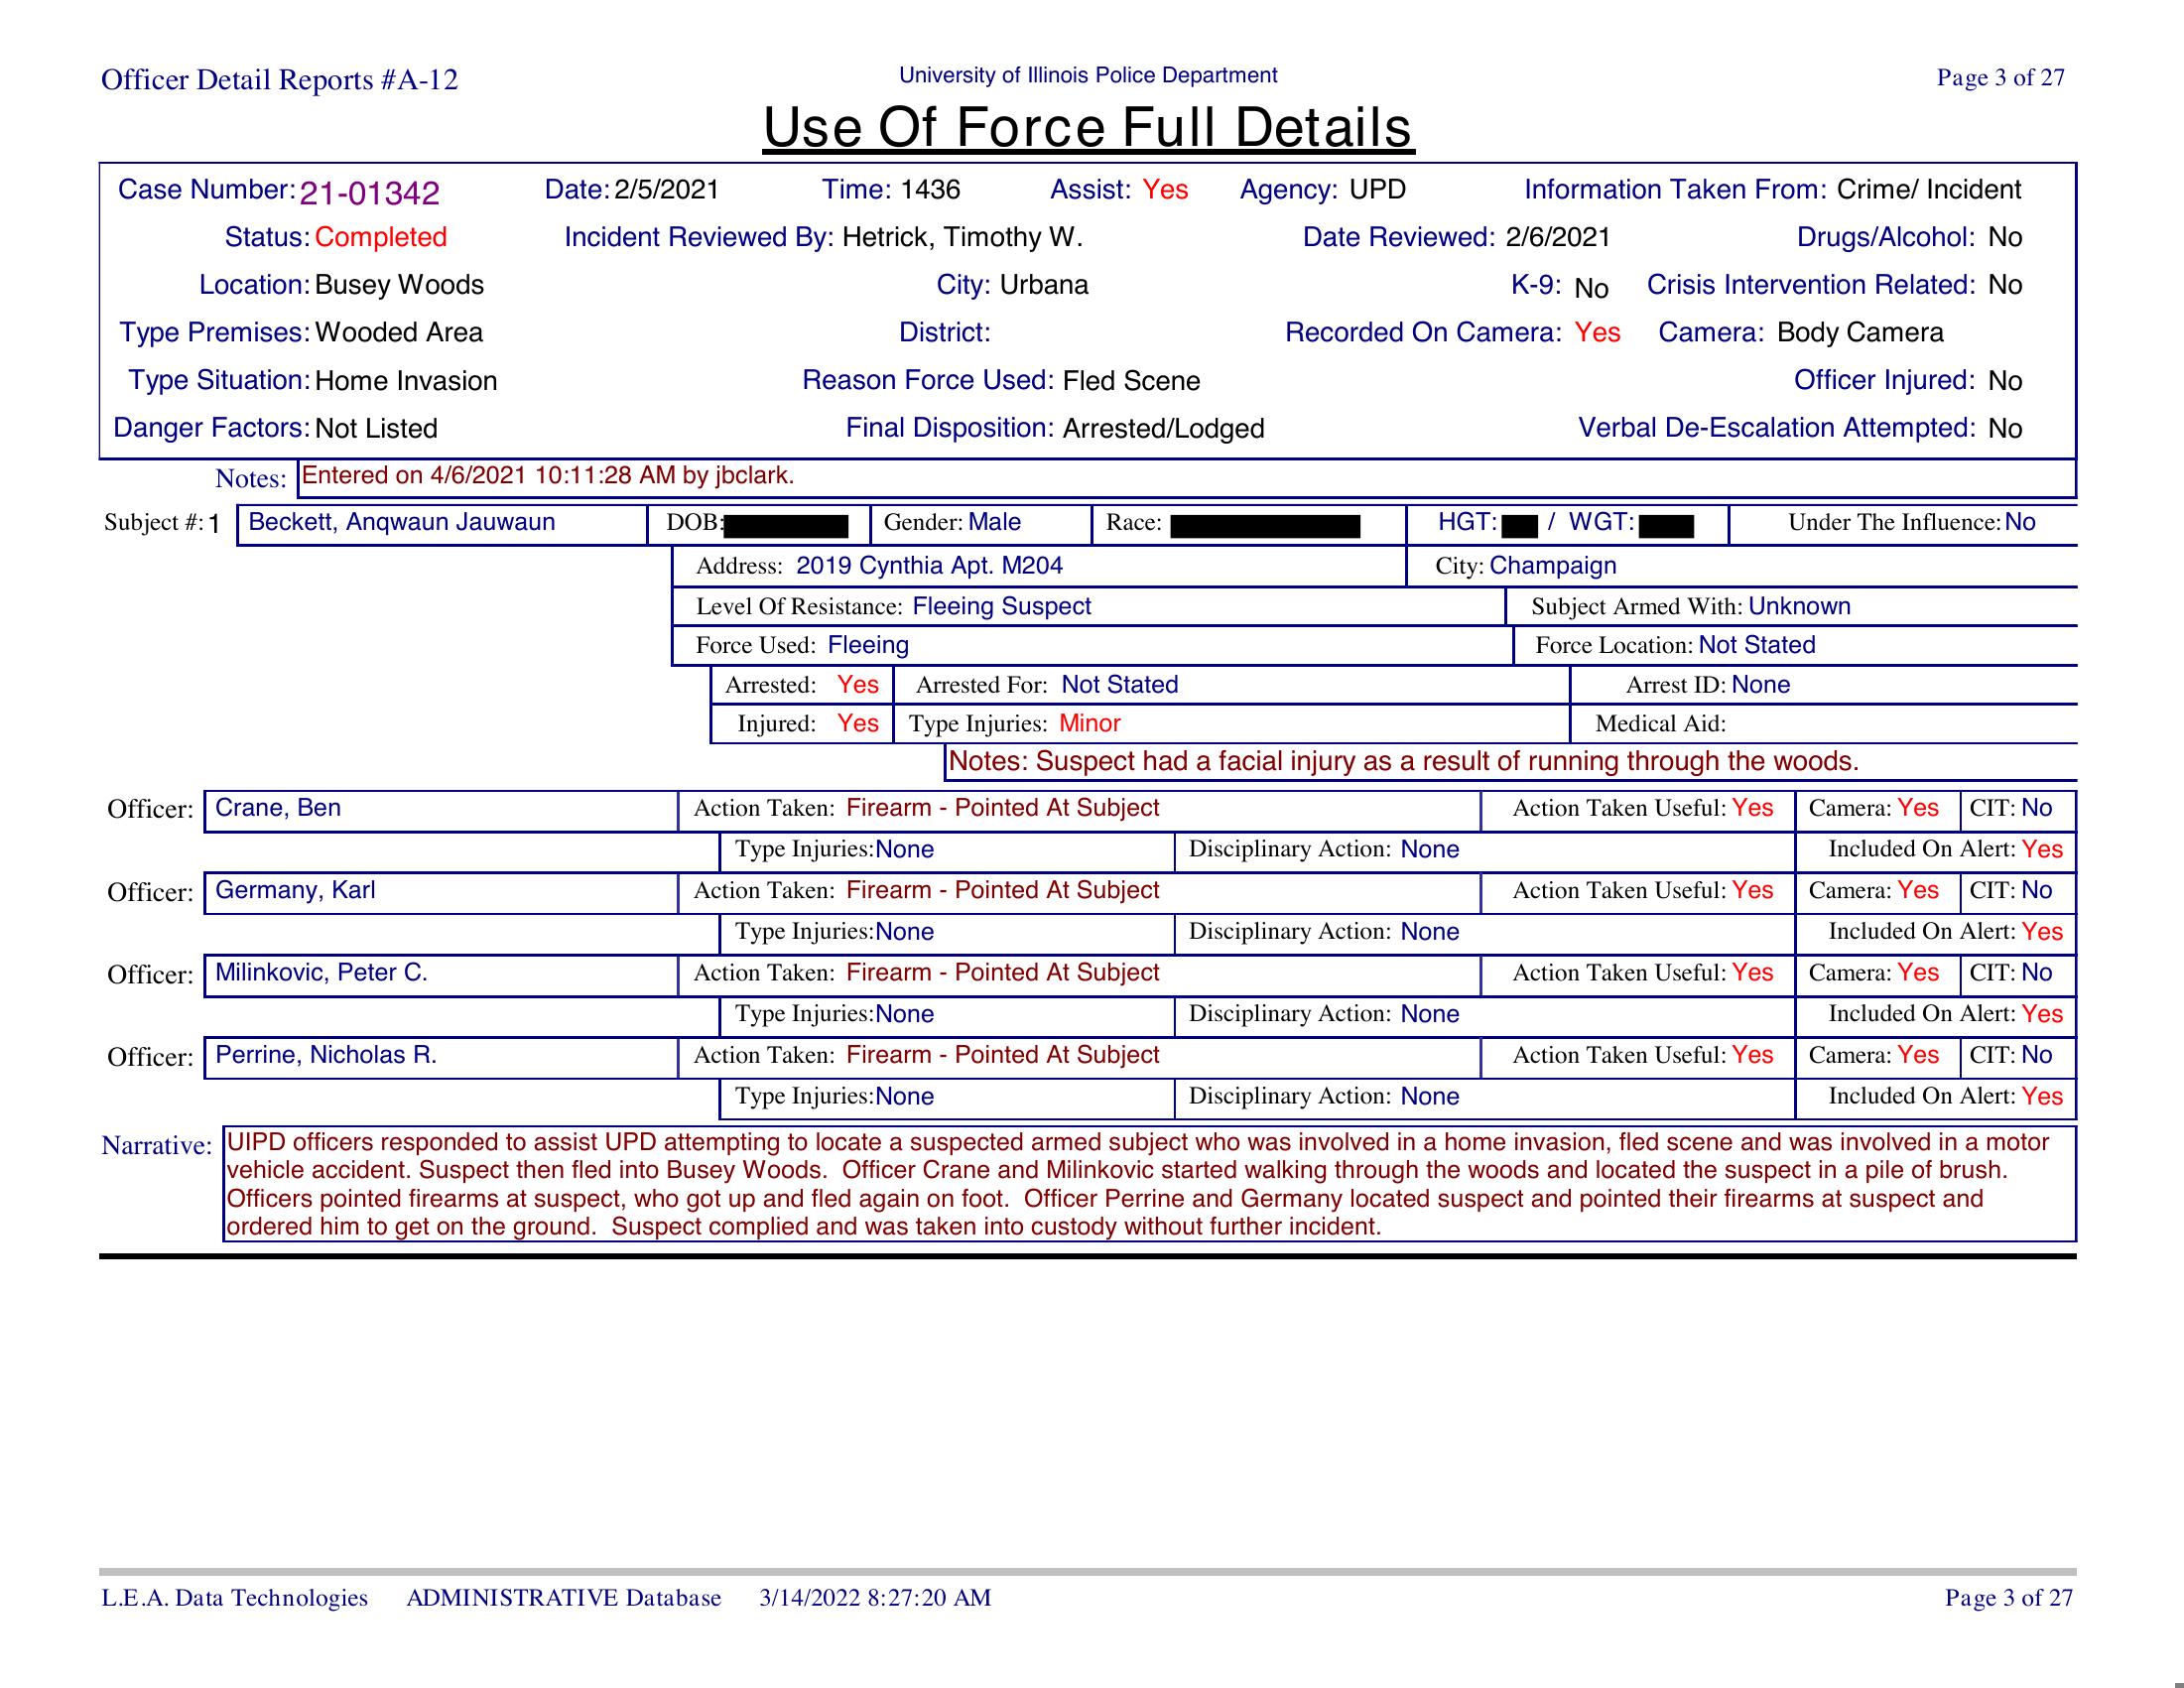 Officer Detail Reports #A-12 University of Illinois Police Department Page 3 of 27
Use Of Force Full Details
Case Number: 21-01342 Date: 2/5/2021 Time: 1436 Assist: Yes Agency: UPD Information Taken From: Crime/ Incident
Status: Completed Incident Reviewed By: Hetrick, Timothy W. Date Reviewed: 2/6/2021 Drugs/Alcohol: No
Location: Busey Woods City: Urbana K-9: No Crisis Intervention Related: No
Type Premises: Wooded Area District: Recorded On Camera: Yes Camera: Body Camera
Type Situation: Home Invasion Reason Force Used: Fled Scene Officer Injured: No
Danger Factors: Not Listed Final Disposition: Arrested/Lodged Verbal De-Escalation Attempted: No
Notes: Entered on 4/6/2021 10:11:28 AM by jbclark.
Subject #: 1 Beckett, Anqwaun Jauwaun DOB: Gender: Male Race: HGT: / WGT: Under The Influence: No
Address: 2019 Cynthia Apt. M204 City: Champaign
Level Of Resistance: Fleeing Suspect Subject Armed With: Unknown
Force Used: Fleeing Force Location: Not Stated
Arrested: Yes Arrested For: Not Stated Arrest ID: None
Injured: Yes Type Injuries: Minor Medical Aid:
Notes: Suspect had a facial injury as a result of running through the woods.
Officer: Crane, Ben Action Taken: Firearm - Pointed At Subject Action Taken Useful: Yes Camera: Yes CIT: No
Type Injuries: None Disciplinary Action: None Included On Alert: Yes
Officer: Germany, Karl Action Taken: Firearm - Pointed At Subject Action Taken Useful: Yes Camera: Yes CIT: No
Type Injuries: None Disciplinary Action: None Included On Alert: Yes
Officer: Milinkovic, Peter C. Action Taken: Firearm - Pointed At Subject Action Taken Useful: Yes Camera: Yes CIT: No
Type Injuries: None Disciplinary Action: None Included On Alert: Yes
Officer: Perrine, Nicholas R. Action Taken: Firearm - Pointed At Subject Action Taken Useful: Yes Camera: Yes CIT: No
Type Injuries: None Disciplinary Action: None Included On Alert: Yes
Narrative: UIPD officers responded to assist UPD attempting to locate a suspected armed subject who was involved in a home invasion, fled scene and was involved in a motor
vehicle accident. Suspect then fled into Busey Woods. Officer Crane and Milinkovic started walking through the woods and located the suspect in a pile of brush.
Officers pointed firearms at suspect, who got up and fled again on foot. Officer Perrine and Germany located suspect and pointed their firearms at suspect and
ordered him to get on the ground. Suspect complied and was taken into custody without further incident.
L.E.A. Data Technologies ADMINISTRATIVE Database 3/14/2022 8:27:20 AM Page 3 of 27